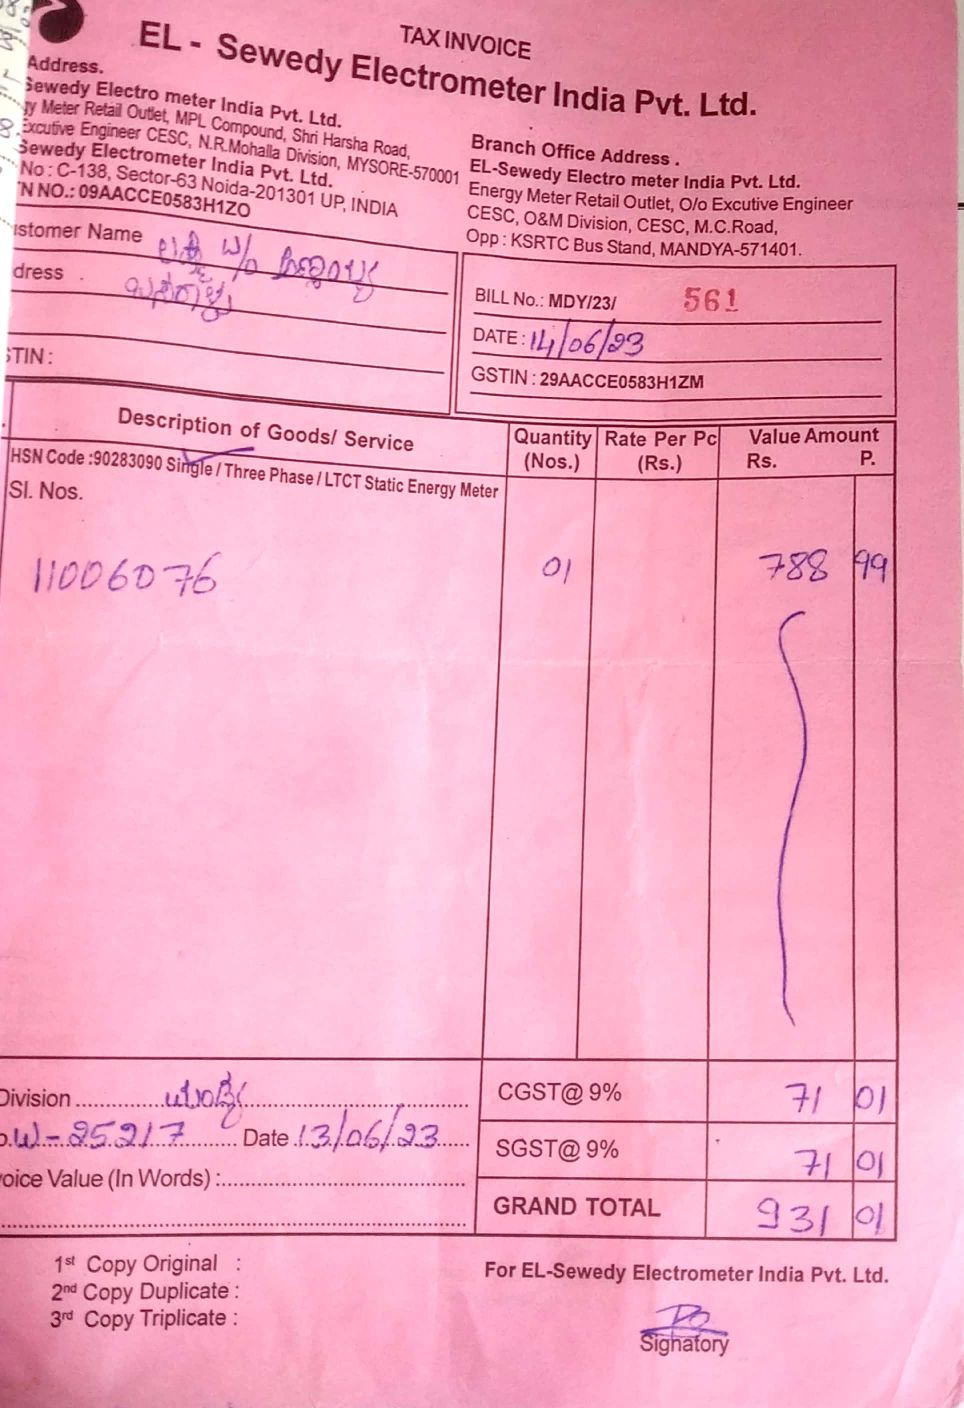 TAX INVOICE
EL - Sewedy Electrometer India Pvt. Ltd.
Address.
Sewedy Electro meter India Pvt. Ltd.
gy Meter Retail Outlet, MPL Compound, Shri Harsha Road,
Excutive Engineer CESC, N.R.Mohalla Division, MYSORE-570001
Sewedy Electrometer India Pvt. Ltd.
No : C-138, Sector-63 Noida-201301 UP, INDIA
N NO.: 09AACCE0583H1ZO
Branch Office Address .
EL-Sewedy Electro meter India Pvt. Ltd.
Energy Meter Retail Outlet, O/o Excutive Engineer
CESC, O&M Division, CESC, M.C.Road,
Opp : KSRTC Bus Stand, MANDYA-571401.
ustomer Name W/o
dress .
STIN :
BILL No.: MDY/23/ 561
DATE : 14/06/23
GSTIN : 29AACCE0583H1ZM
Description of Goods/ Service Quantity (Nos.) Rate Per Pc (Rs.) Value Amount Rs. P.
HSN Code :90283090 Single / Three Phase / LTCT Static Energy Meter
Sl. Nos.
11006076 01 788 99
Division ಮಂಡ್ಯ
o.W-25217 Date 13/06/23
oice Value (In Words) :
CGST@ 9% 71 01
SGST@ 9% 71 01
GRAND TOTAL 931 01
1st Copy Original :
2nd Copy Duplicate :
3rd Copy Triplicate :
For EL-Sewedy Electrometer India Pvt. Ltd.
Sighatory